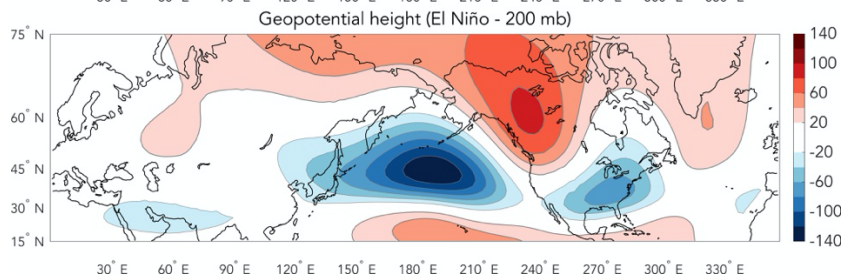 Geopotential height (El Niño - 200 mb)
75° N
60° N
45° N
30° N
15° N
30° E 60° E 90° E 120° E 150° E 180° E 210° E 240° E 270° E 300° E 330° E
140
100
60
20
-20
-60
-100
-140